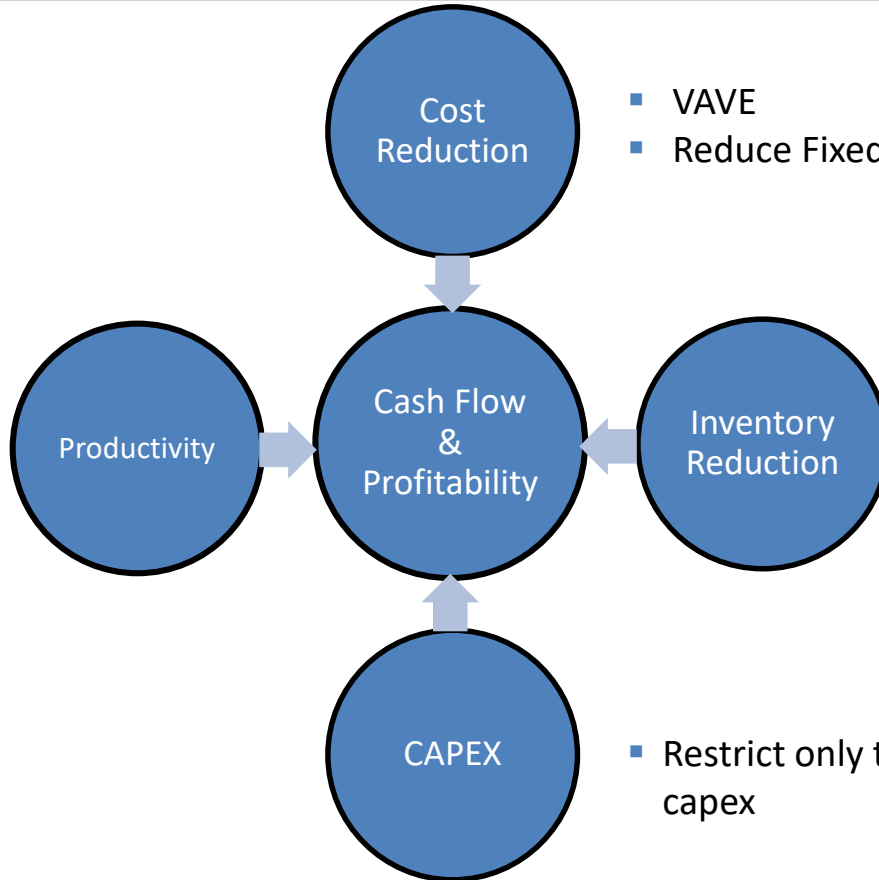 Cost
Reduction
VAVE
Reduce Fixed
Productivity
Cash Flow
&
Profitability
Inventory
Reduction
CAPEX
Restrict only
capex